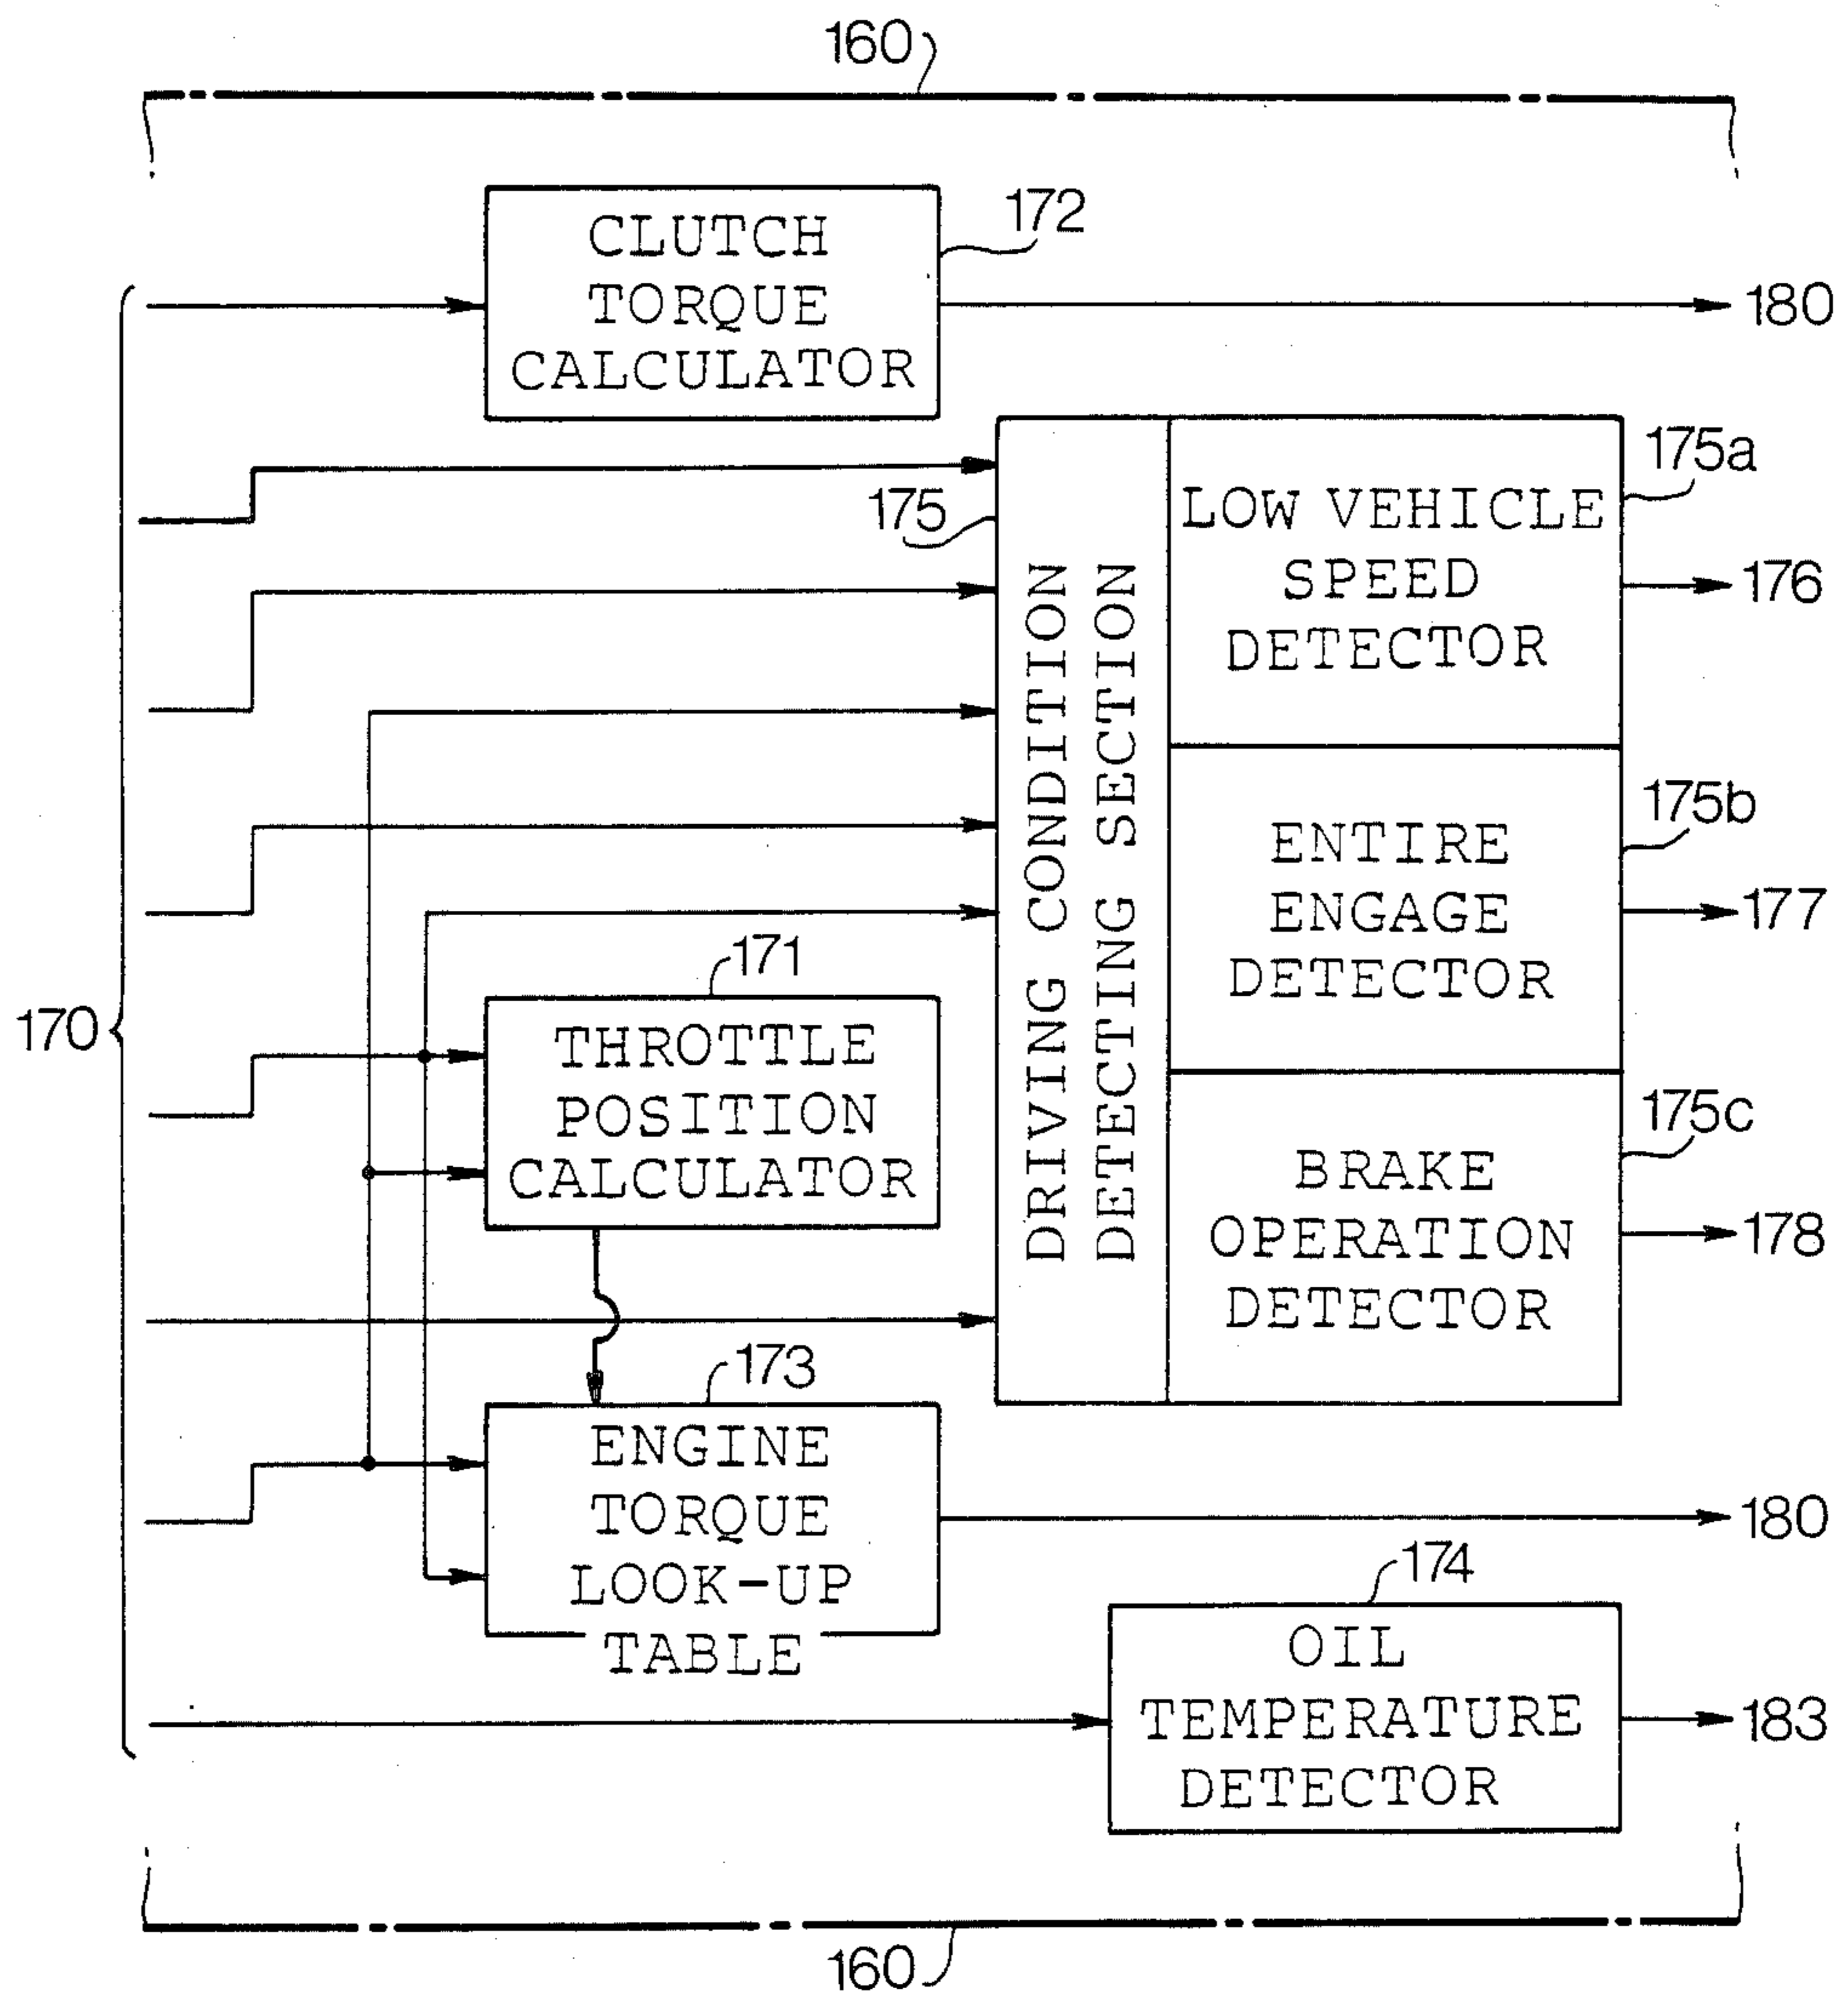 160
CLUTCH
TORQUE
CALCULATOR
172
180
175
DRIVING CONDITION
DETECTING SECTION
LOW VEHICLE
SPEED
DETECTOR
175a
176
ENTIRE
ENGAGE
DETECTOR
175b
177
170
171
THROTTLE
POSITION
CALCULATOR
BRAKE
OPERATION
DETECTOR
175c
178
173
ENGINE
TORQUE
LOOK-UP
TABLE
180
174
OIL
TEMPERATURE
DETECTOR
183
160